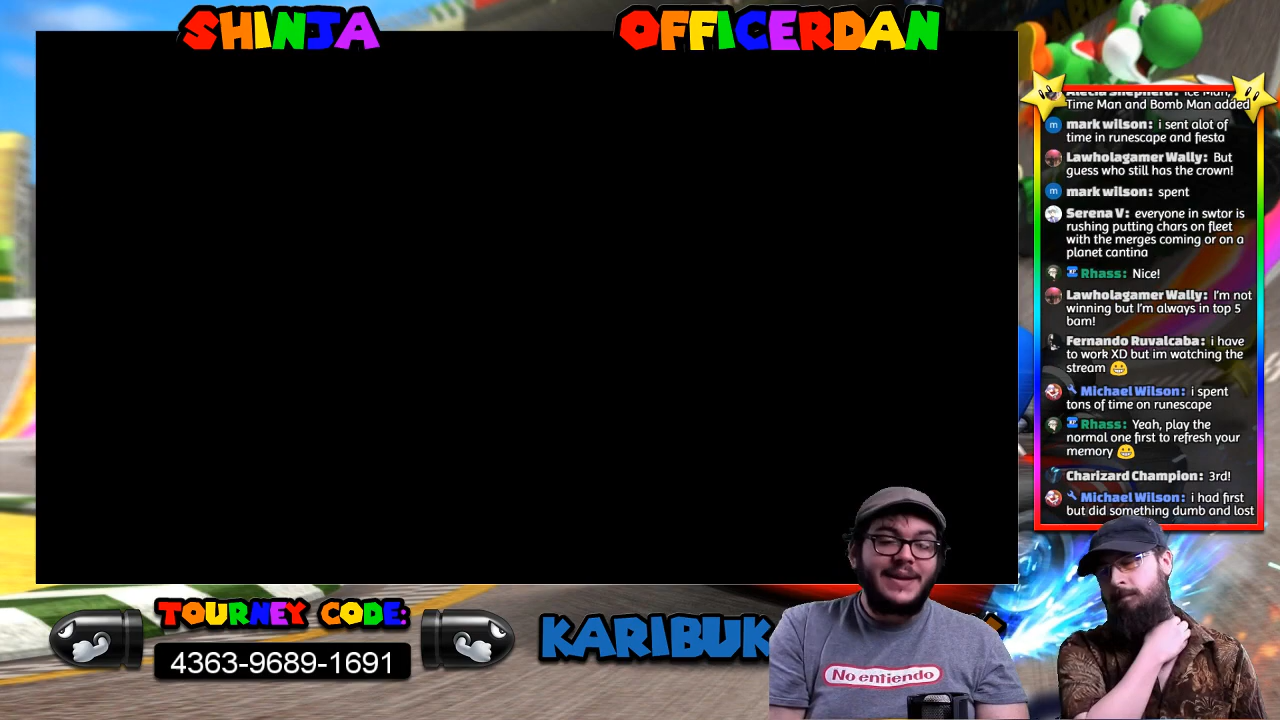 SHINJA
OFFICERDAN
Alecia Shepherd: Ice Man,
Time Man and Bomb Man added
mark wilson: i sent alot of
time in runescape and fiesta
Lawholagamer Wally: But
guess who still has the crown!
mark wilson: spent
Serena V: everyone in swtor is
rushing putting chars on fleet
with the merges coming or on a
planet cantina
Rhass: Nice!
Lawholagamer Wally: I'm not
winning but I'm always in top 5
bam!
Fernando Ruvalcaba: i have
to work XD but im watching the
stream
Michael Wilson: i spent
tons of time on runescape
Rhass: Yeah, play the
normal one first to refresh your
memory
Charizard Champion: 3rd!
Michael Wilson: i had first
but did something dumb and lost
TOURNEY CODE:
4363-9689-1691
KARIBUK
No entiendo